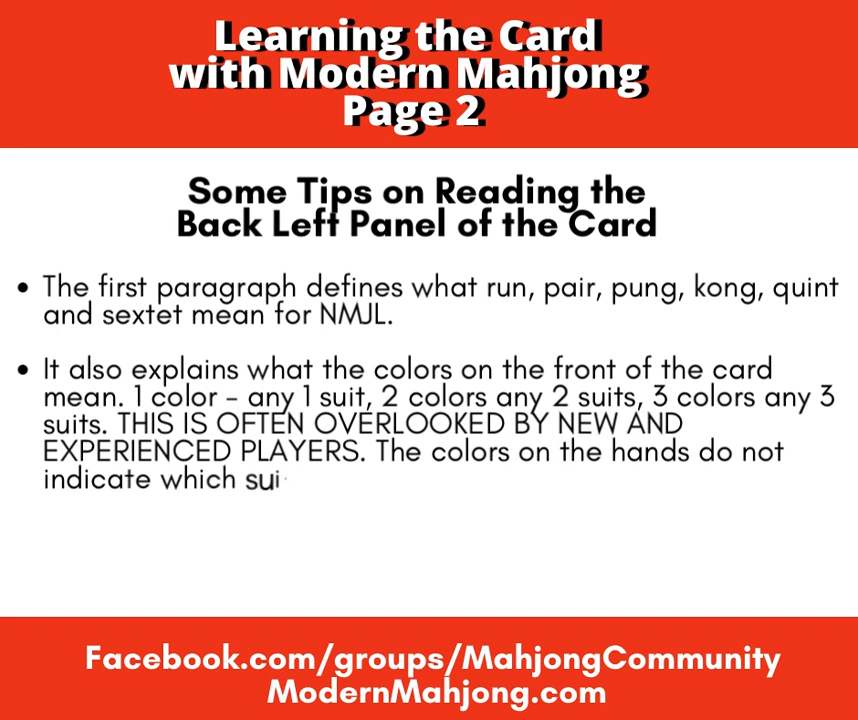 Learning the Card
with Modern Mahjong
Page 2
Some Tips on Reading the
Back Left Panel of the Card
• The first paragraph defines what run, pair, pung, kong, quint
and sextet mean for NMJL.
• It also explains what the colors on the front of the card
mean. 1 color - any 1 suit, 2 colors any 2 suits, 3 colors any 3
suits. THIS IS OFTEN OVERLOOKED BY NEW AND
EXPERIENCED PLAYERS. The colors on the hands do not
indicate which sui
Facebook.com/groups/MahjongCommunity
ModernMahjong.com